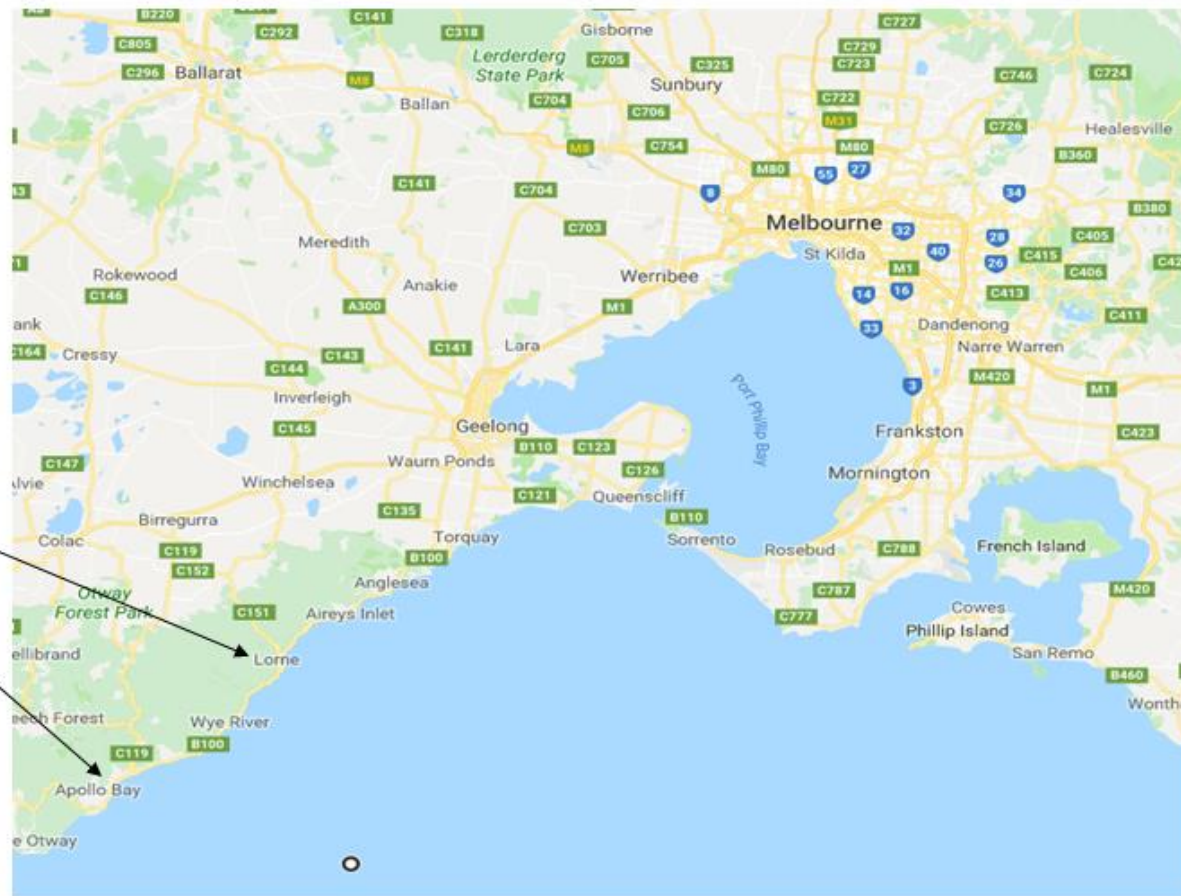 B220
C292
C141
C318
Gisborne
C727
C805
C705
C325
C729
C723
Lerderderg
State Park
C296
Ballarat
M8
Ballan
C704
Sunbury
C722
C746
C724
C706
M31
C726
Healesville
M8
C754
M80
M80
55
27
B360
C141
C704
8
34
B380
C703
Melbourne
32
28
C405
Meredith
St Kilda
40
26
C415
C406
Rokewood
Anakie
Werribee
M1
C146
A300
M1
14
16
C413
C411
33
Dandenong
C164
Cressy
C143
C141
Lara
Narre Warren
C144
Inverleigh
Port Phillip Bay
3
M420
M1
C145
Geelong
B110
C123
Frankston
C423
C147
Waurn Ponds
C126
Mornington
Winchelsea
C121
Queenscliff
Birregurra
C135
B110
Colac
C119
Torquay
Sorrento
Rosebud
C788
French Island
C152
B100
Otway
Forest Park
Anglesea
C787
M420
C151
Aireys Inlet
C777
Cowes
Phillip Island
Lorne
San Remo
B460
Wye River
C119
B100
Apollo Bay